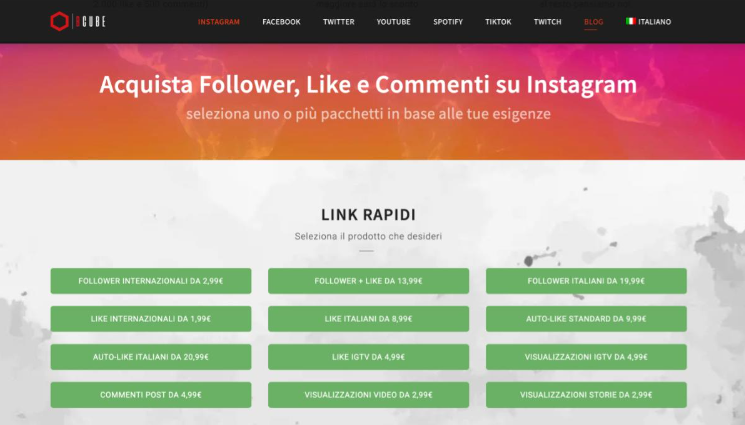 CUBE
INSTAGRAM FACEBOOK TWITTER YOUTUBE SPOTIFY TIKTOK TWITCH BLOG ITALIANO
Acquista Follower, Like e Commenti su Instagram
seleziona uno o più pacchetti in base alle tue esigenze
LINK RAPIDI
Seleziona il prodotto che desideri
FOLLOWER INTERNAZIONALI DA 2,99€
FOLLOWER + LIKE DA 13,99€
FOLLOWER ITALIANI DA 19,99€
LIKE INTERNAZIONALI DA 1,99€
LIKE ITALIANI DA 8,99€
AUTO-LIKE STANDARD DA 9,99€
AUTO-LIKE ITALIANI DA 20,99€
LIKE IGTV DA 4,99€
VISUALIZZAZIONI IGTV DA 4,99€
COMMENTI POST DA 4,99€
VISUALIZZAZIONI VIDEO DA 2,99€
VISUALIZZAZIONI STORIE DA 2,99€